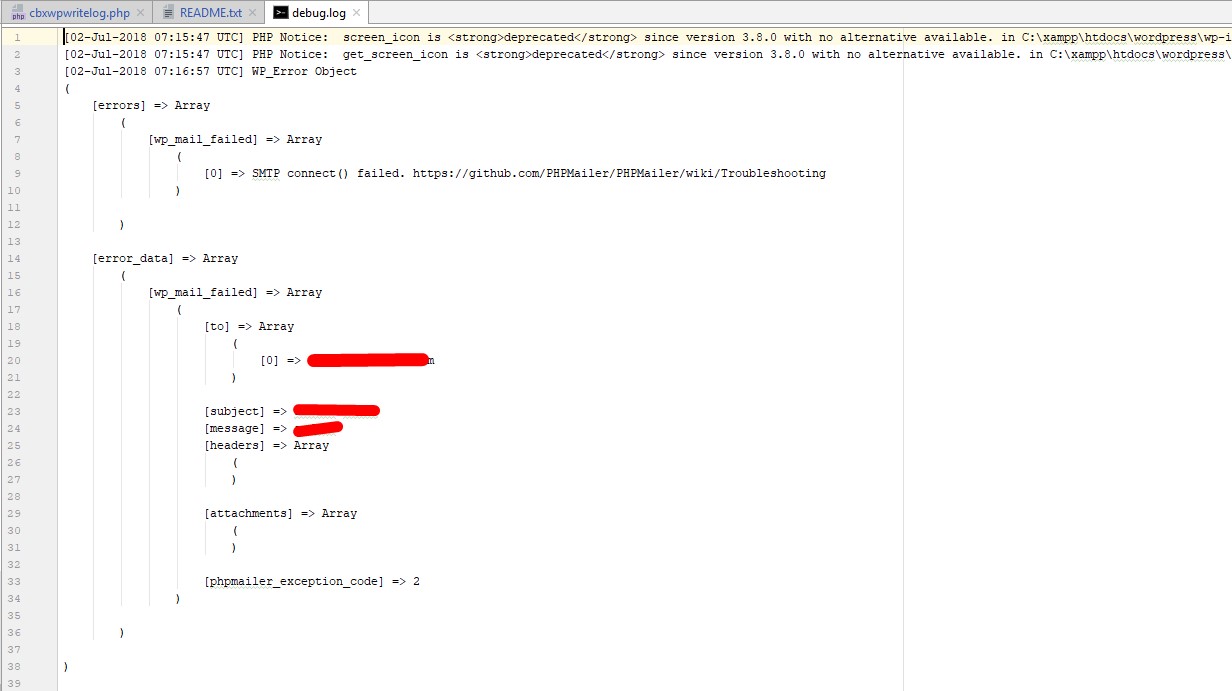 cbxwpwritelog.php README.txt debug.log
1 [02-Jul-2018 07:15:47 UTC] PHP Notice:  screen_icon is <strong>deprecated</strong> since version 3.8.0 with no alternative available. in C:\xampp\htdocs\wordpress\wp-i
2 [02-Jul-2018 07:15:47 UTC] PHP Notice:  get_screen_icon is <strong>deprecated</strong> since version 3.8.0 with no alternative available. in C:\xampp\htdocs\wordpress\
3 [02-Jul-2018 07:16:57 UTC] WP_Error Object
4 (
5     [errors] => Array
6         (
7             [wp_mail_failed] => Array
8                 (
9                     [0] => SMTP connect() failed. https://github.com/PHPMailer/PHPMailer/wiki/Troubleshooting
10                 )
11
12         )
13
14     [error_data] => Array
15         (
16             [wp_mail_failed] => Array
17                 (
18                     [to] => Array
19                         (
20                             [0] => m
21                         )
22
23                     [subject] =>
24                     [message] =>
25                     [headers] => Array
26                         (
27                         )
28
29                     [attachments] => Array
30                         (
31                         )
32
33                     [phpmailer_exception_code] => 2
34                 )
35
36         )
37
38 )
39